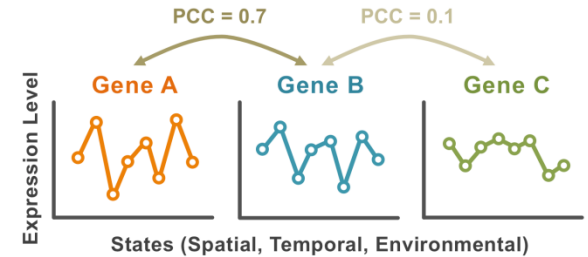 PCC = 0.7
PCC = 0.1
Gene A
Gene B
Gene C
Expression Level
States (Spatial, Temporal, Environmental)